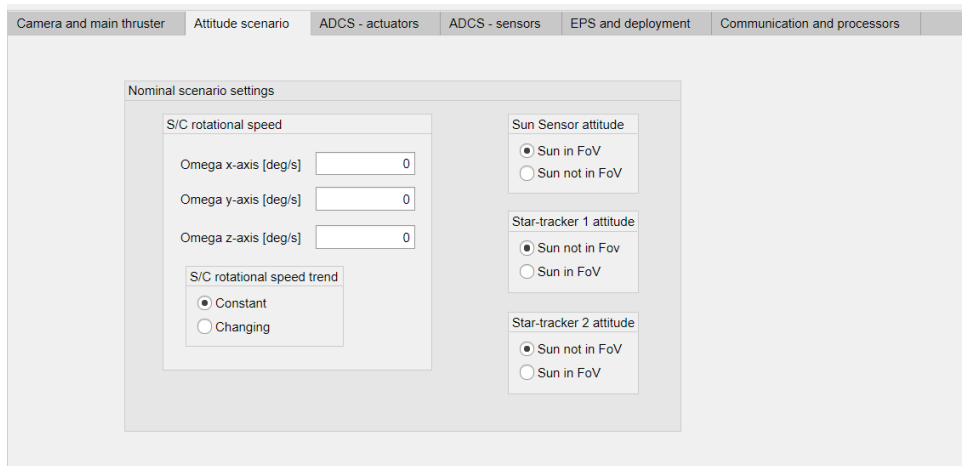 Camera and main thruster
Attitude scenario
ADCS - actuators
ADCS - sensors
EPS and deployment
Communication and processors
Nominal scenario settings
S/C rotational speed
Omega x-axis [deg/s]
0
Omega y-axis [deg/s]
0
Omega z-axis [deg/s]
0
S/C rotational speed trend
Constant
Changing
Sun Sensor attitude
Sun in FoV
Sun not in FoV
Star-tracker 1 attitude
Sun not in Fov
Sun in FoV
Star-tracker 2 attitude
Sun not in FoV
Sun in FoV